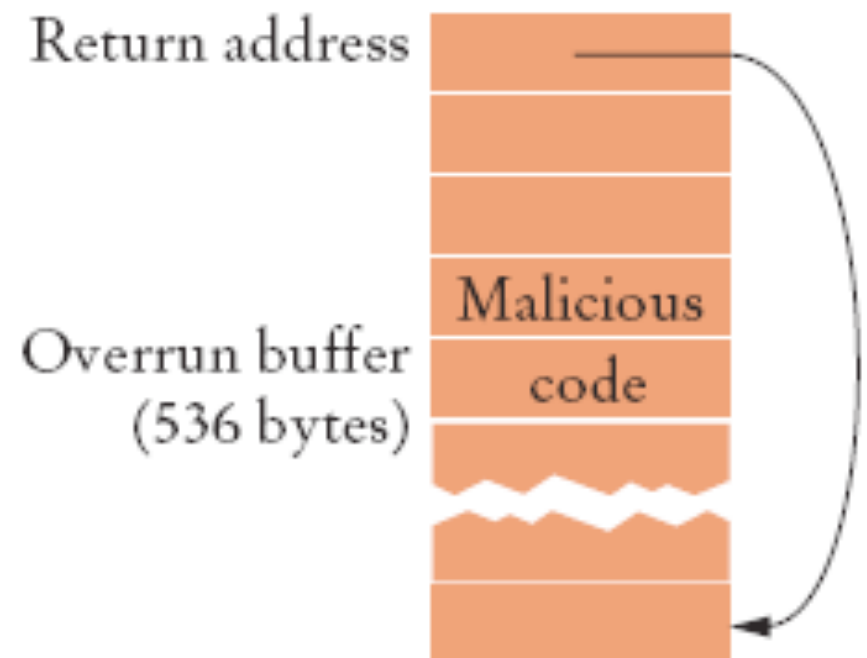 Return address
Malicious
Overrun buffer
code
(536 bytes)